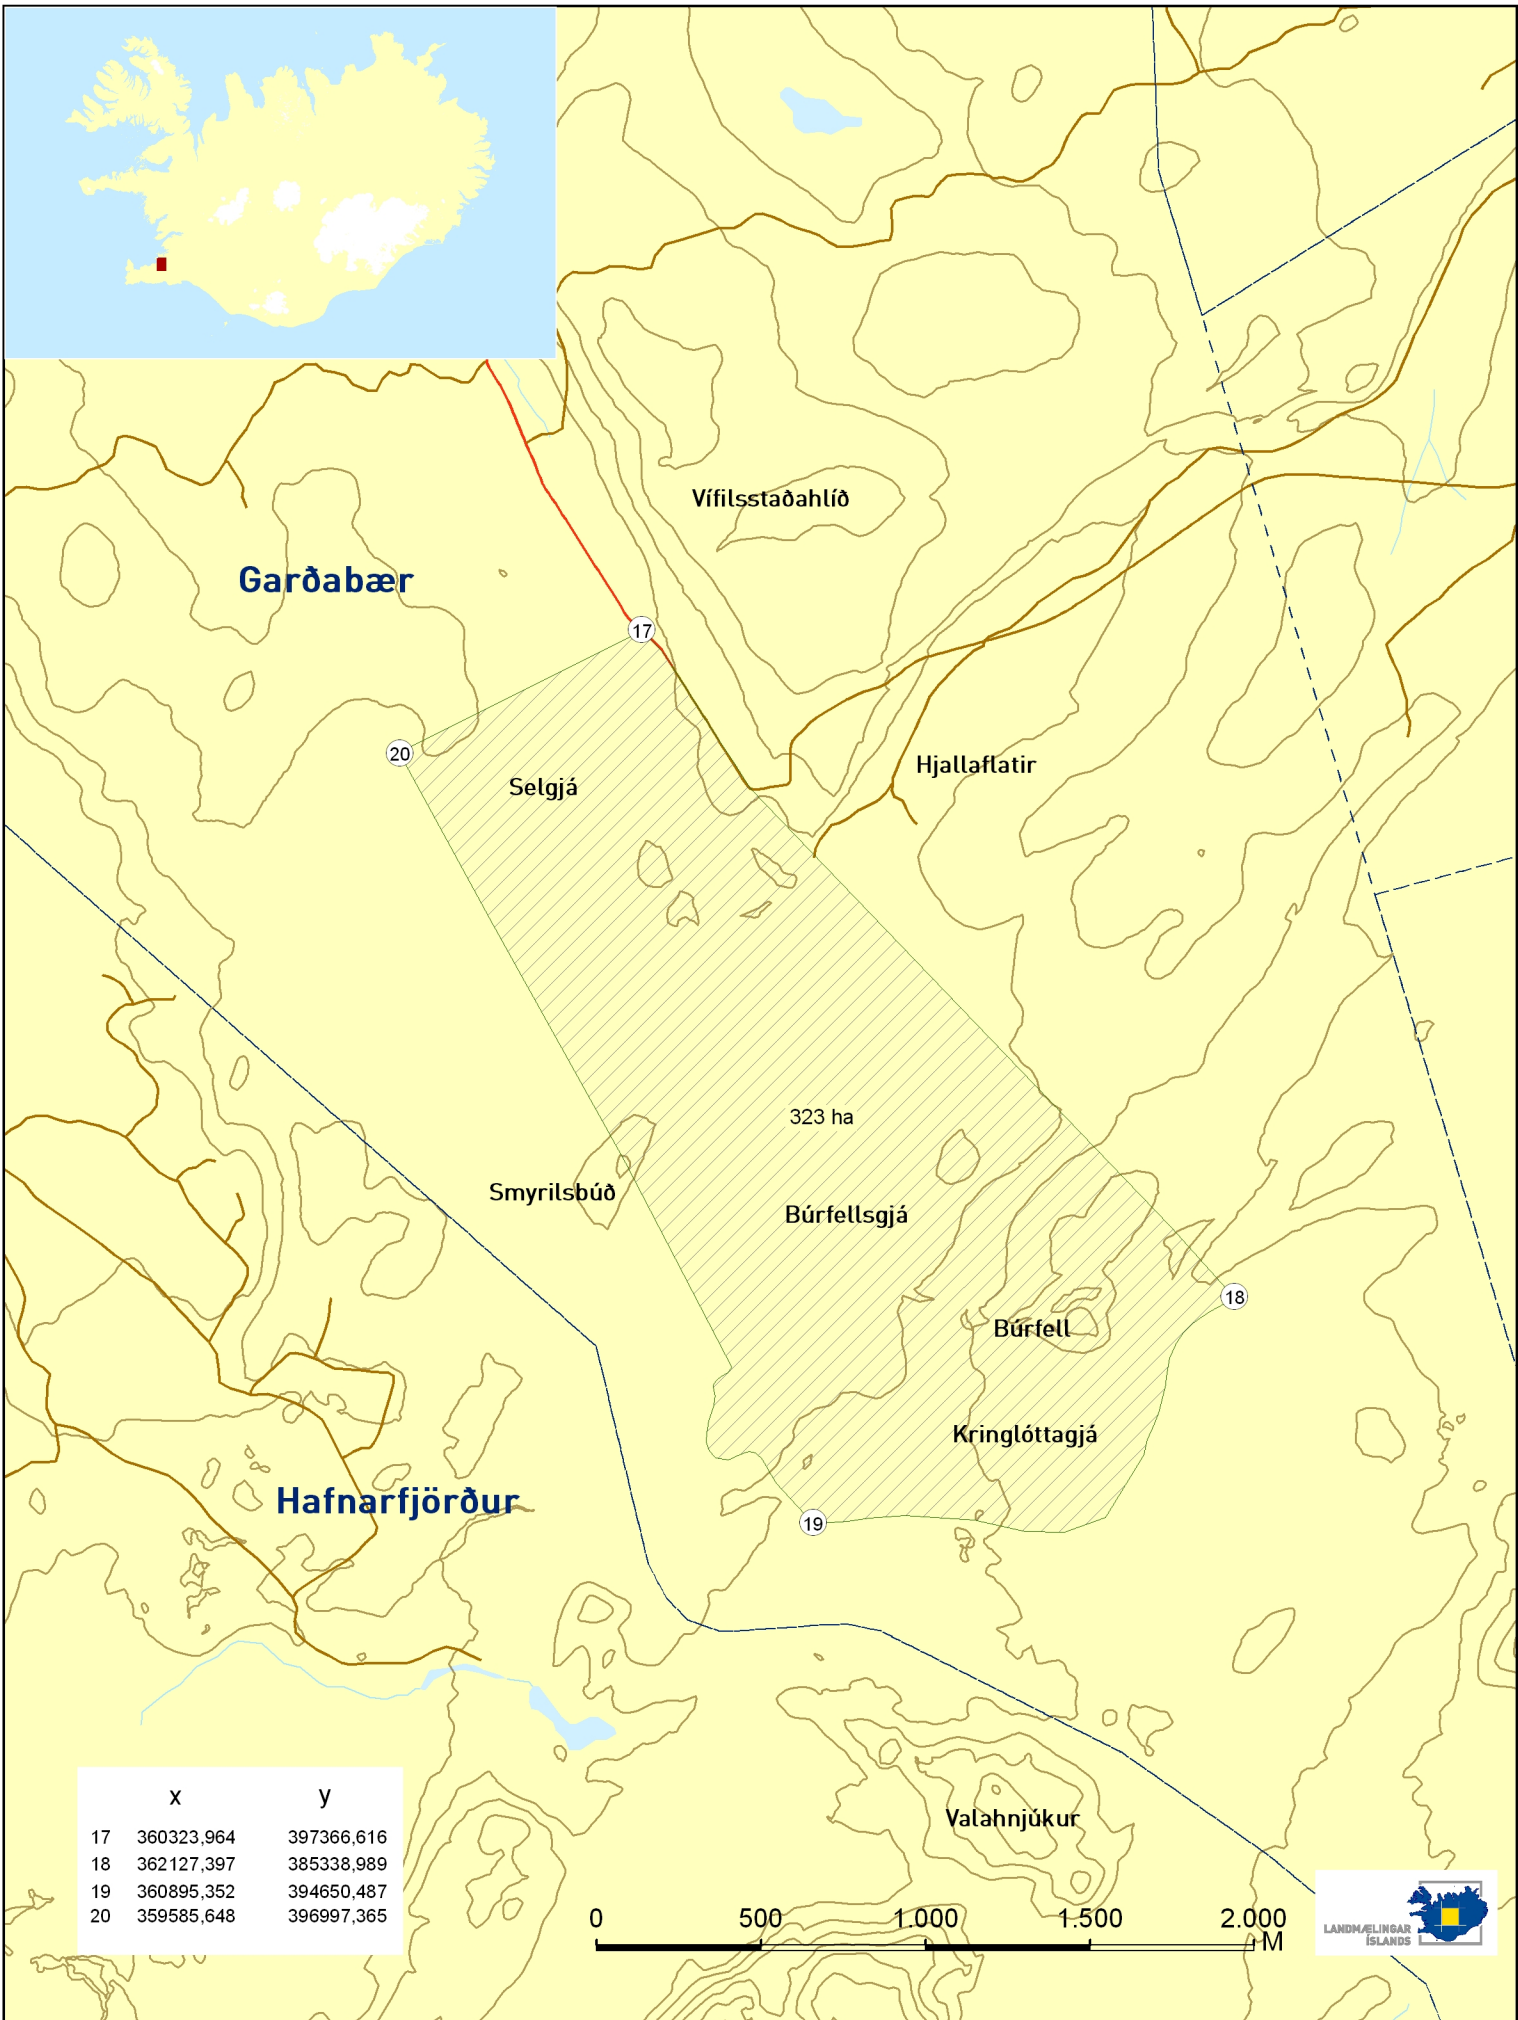 Vífilsstaðahlíð
Garðabær
17
20
Hjallaflatir
Selgjá
323 ha
Smyrilsbúð
Búrfellsgjá
18
Búrfell
Kringlóttagjá
Hafnarfjörður
19
Valahnjúkur
x y
17 360323,964 397366,616
18 362127,397 385338,989
19 360895,352 394650,487
20 359585,648 396997,365
0 500 1.000 1.500 2.000
M
LANDMÆLINGAR
ÍSLANDS